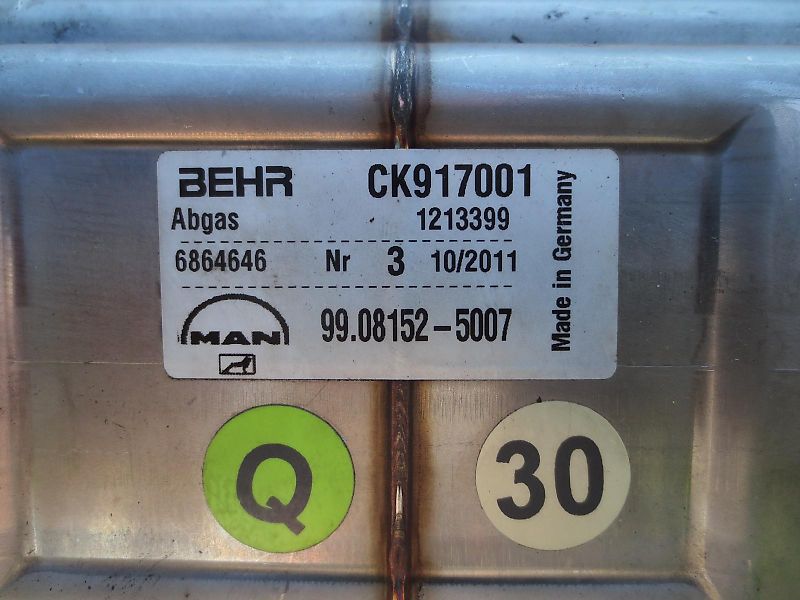 BEHR CK917001
Abgas 1213399
6864646 Nr 3 10/2011
MAN 99.08152-5007
Made in Germany
Q 30